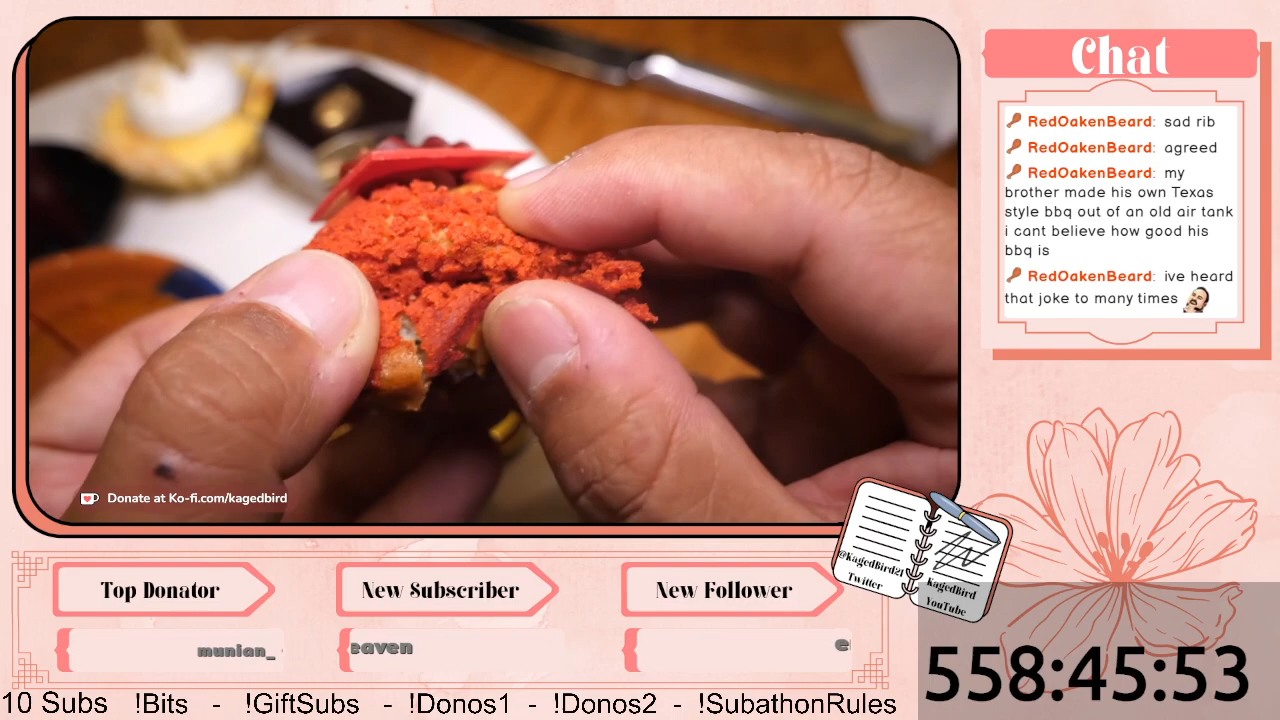 Chat
RedOakenBeard: sad rib
RedOakenBeard: agreed
RedOakenBeard: my
brother made his own Texas
style bbq out of an old air tank
i cant believe how good his
bbq is
RedOakenBeard: ive heard
that joke to many times
Donate at Ko-fi.com/kagedbird
@KagedBird21
Twitter
KagedBird
YouTube
Top Donator
New Subscriber
New Follower
munian_
eaven
558:45:53
10 Subs !Bits - !GiftSubs - !Donos1 - !Donos2 - !SubathonRules